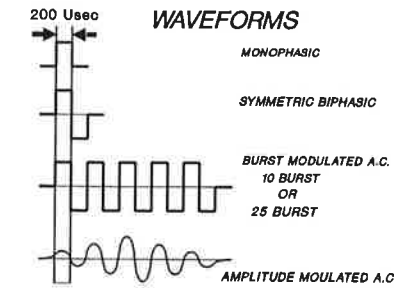 200 Usec
WAVEFORMS
MONOPHASIC
SYMMETRIC BIPHASIC
BURST MODULATED A.C.
10 BURST
OR
25 BURST
AMPLITUDE MOULATED A.C